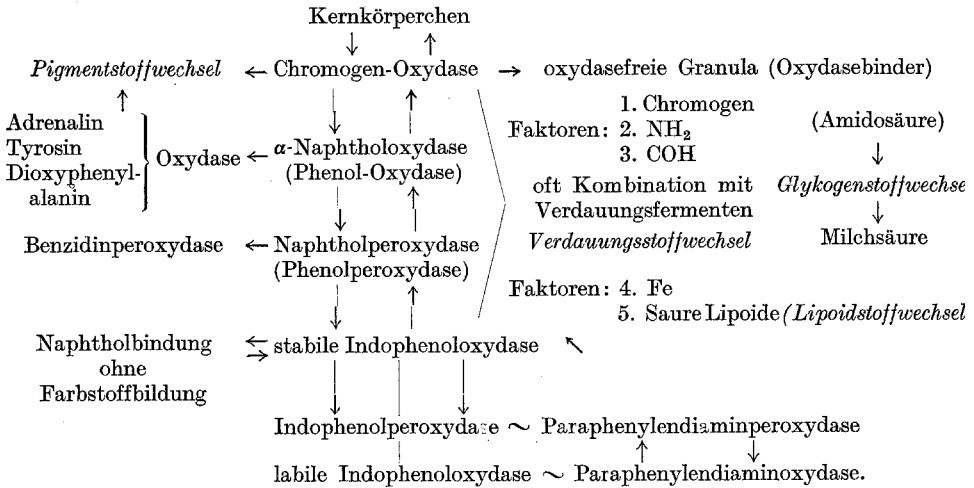 Kernkörperchen
↓ ↑
Pigmentstoffwechsel ← Chromogen-Oxydase → oxydasefreie Granula (Oxydasebinder)
↑ ↓ ↑
Adrenalin
Tyrosin
Dioxyphenyl-
alanin
Oxydase ← α-Naphtholoxydase
(Phenol-Oxydase)
Faktoren: 1. Chromogen
2. NH₂
3. COH
(Amidosäure)
↓
oft Kombination mit
Verdauungsfermenten
Verdauungsstoffwechsel
Glykogenstoffwechse
↓
Milchsäure
↓ ↑
Benzidinperoxydase ← Naphtholperoxydase
(Phenolperoxydase)
↓ ↑
Faktoren: 4. Fe
5. Saure Lipoide (Lipoidstoffwechsel
Naphtholbindung
ohne
Farbstoffbildung
← → stabile Indophenoloxydase ↖
↓ ↓
Indophenolperoxydase ~ Paraphenylendiaminperoxydase
↑ ↓
labile Indophenoloxydase ~ Paraphenylendiaminoxydase.